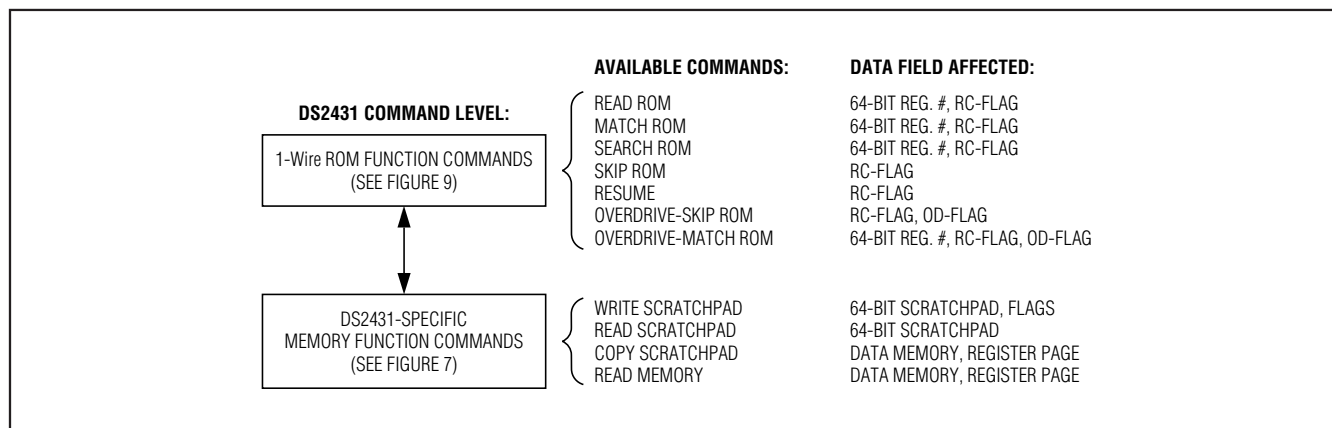 AVAILABLE COMMANDS: DATA FIELD AFFECTED:
DS2431 COMMAND LEVEL:
1-Wire ROM FUNCTION COMMANDS
(SEE FIGURE 9)
READ ROM 64-BIT REG. #, RC-FLAG
MATCH ROM 64-BIT REG. #, RC-FLAG
SEARCH ROM 64-BIT REG. #, RC-FLAG
SKIP ROM RC-FLAG
RESUME RC-FLAG
OVERDRIVE-SKIP ROM RC-FLAG, OD-FLAG
OVERDRIVE-MATCH ROM 64-BIT REG. #, RC-FLAG, OD-FLAG
DS2431-SPECIFIC
MEMORY FUNCTION COMMANDS
(SEE FIGURE 7)
WRITE SCRATCHPAD 64-BIT SCRATCHPAD, FLAGS
READ SCRATCHPAD 64-BIT SCRATCHPAD
COPY SCRATCHPAD DATA MEMORY, REGISTER PAGE
READ MEMORY DATA MEMORY, REGISTER PAGE